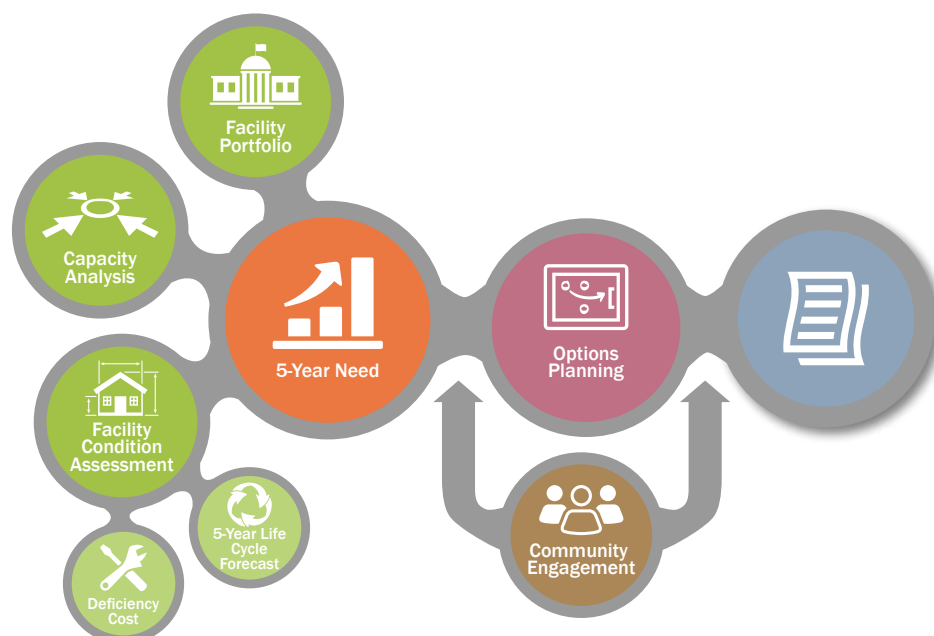 Facility
Portfolio
Capacity
Analysis
5-Year Need
Options
Planning
Facility
Condition
Assessment
5-Year Life
Cycle
Forecast
Deficiency
Cost
Community
Engagement